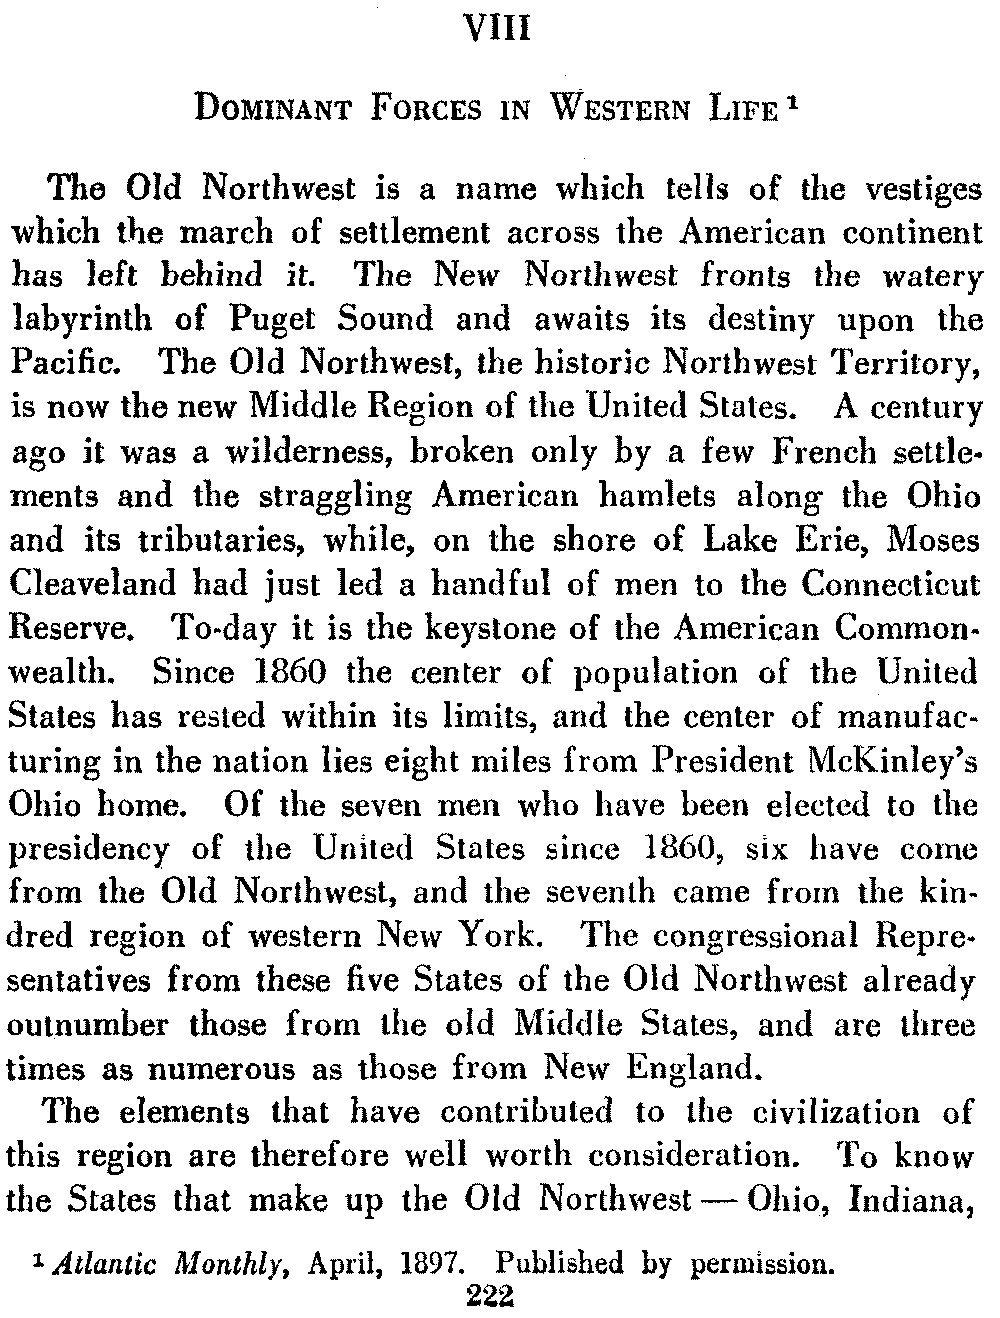 VIII
DOMINANT FORCES IN WESTERN LIFE ¹
The Old Northwest is a name which tells of the vestiges
which the march of settlement across the American continent
has left behind it. The New Northwest fronts the watery
labyrinth of Puget Sound and awaits its destiny upon the
Pacific. The Old Northwest, the historic Northwest Territory,
is now the new Middle Region of the United States. A century
ago it was a wilderness, broken only by a few French settle-
ments and the straggling American hamlets along the Ohio
and its tributaries, while, on the shore of Lake Erie, Moses
Cleaveland had just led a handful of men to the Connecticut
Reserve. To-day it is the keystone of the American Common-
wealth. Since 1860 the center of population of the United
States has rested within its limits, and the center of manufac-
turing in the nation lies eight miles from President McKinley's
Ohio home. Of the seven men who have been elected to the
presidency of the United States since 1860, six have come
from the Old Northwest, and the seventh came from the kin-
dred region of western New York. The congressional Repre-
sentatives from these five States of the Old Northwest already
outnumber those from the old Middle States, and are three
times as numerous as those from New England.
The elements that have contributed to the civilization of
this region are therefore well worth consideration. To know
the States that make up the Old Northwest — Ohio, Indiana,
¹ Atlantic Monthly, April, 1897. Published by permission.
222